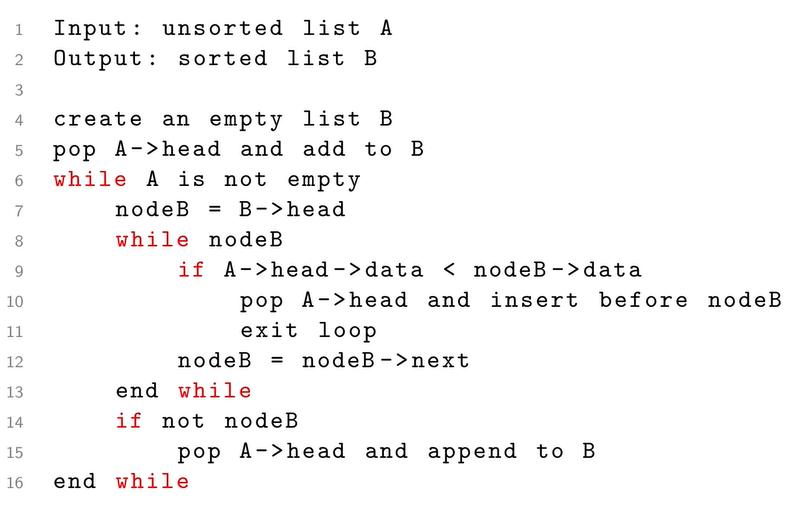 1 Input: unsorted list A
2 Output: sorted list B
3
4 create an empty list B
5 pop A->head and add to B
6 while A is not empty
7 nodeB = B->head
8 while nodeB
9 if A->head->data < nodeB->data
10 pop A->head and insert before nodeB
11 exit loop
12 nodeB = nodeB->next
13 end while
14 if not nodeB
15 pop A->head and append to B
16 end while